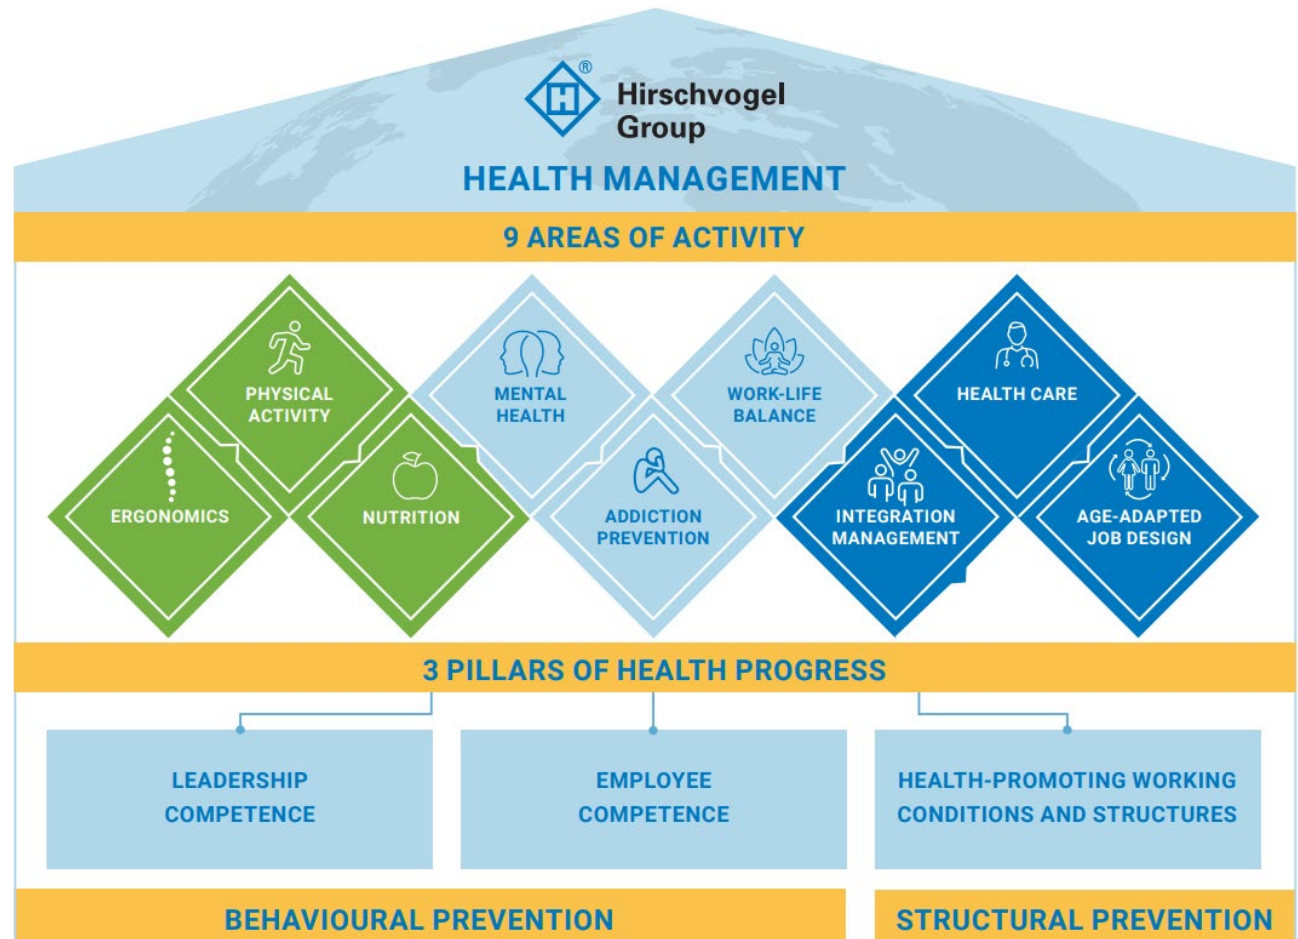 ®
Hirschvogel
Group
HEALTH MANAGEMENT
9 AREAS OF ACTIVITY
PHYSICAL
ACTIVITY
MENTAL
HEALTH
WORK-LIFE
BALANCE
HEALTH CARE
ERGONOMICS
NUTRITION
ADDICTION
PREVENTION
INTEGRATION
MANAGEMENT
AGE-ADAPTED
JOB DESIGN
3 PILLARS OF HEALTH PROGRESS
LEADERSHIP
COMPETENCE
EMPLOYEE
COMPETENCE
HEALTH-PROMOTING WORKING
CONDITIONS AND STRUCTURES
BEHAVIOURAL PREVENTION
STRUCTURAL PREVENTION